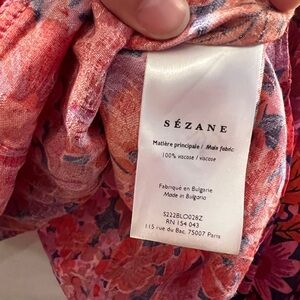 SÉZANE
Matière principale / Main fabric
100% viscose / viscose
Fabriqué en Bulgarie
Made in Bulgaria
S222BLO028Z
RN 154 043
115 rue du Bac, 75007 Paris